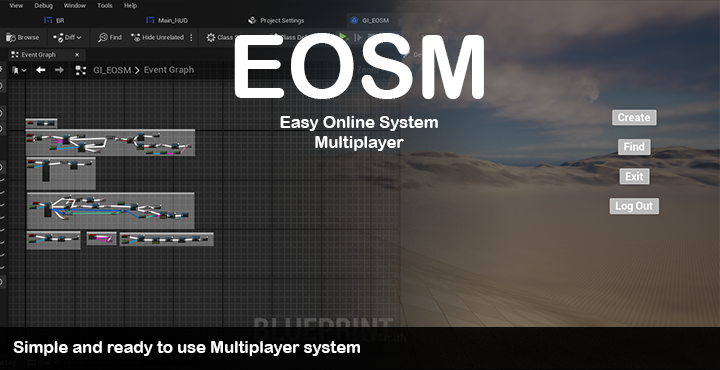 View Debug Window Tools Help
BR Main_HUD Project Settings GI_EOSM
Browse Diff Find Hide Unrelated Class
Event Graph
GI_EOSM > Event Graph
EOSM
Easy Online System
Multiplayer
Create
Find
Exit
Log Out
BLUEPRINT
Simple and ready to use Multiplayer system